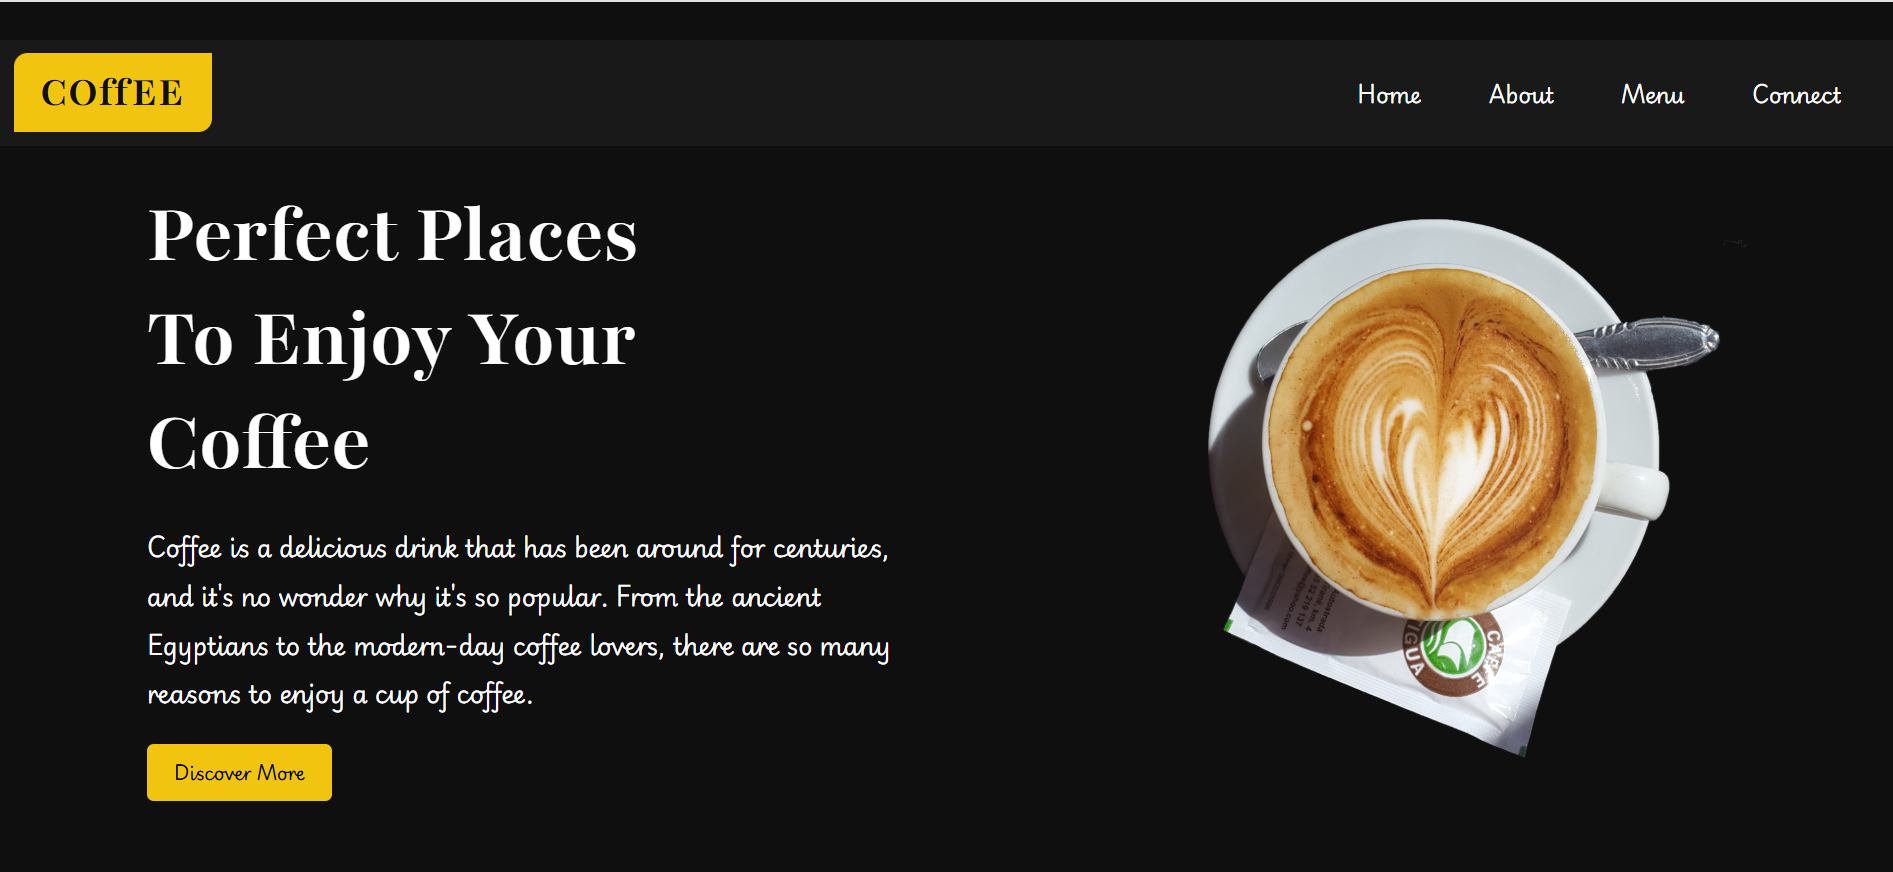 COffEE
Home About Menu Connect
Perfect Places
To Enjoy Your
Coffee
Coffee is a delicious drink that has been around for centuries,
and it's no wonder why it's so popular. From the ancient
Egyptians to the modern-day coffee lovers, there are so many
reasons to enjoy a cup of coffee.
Discover More